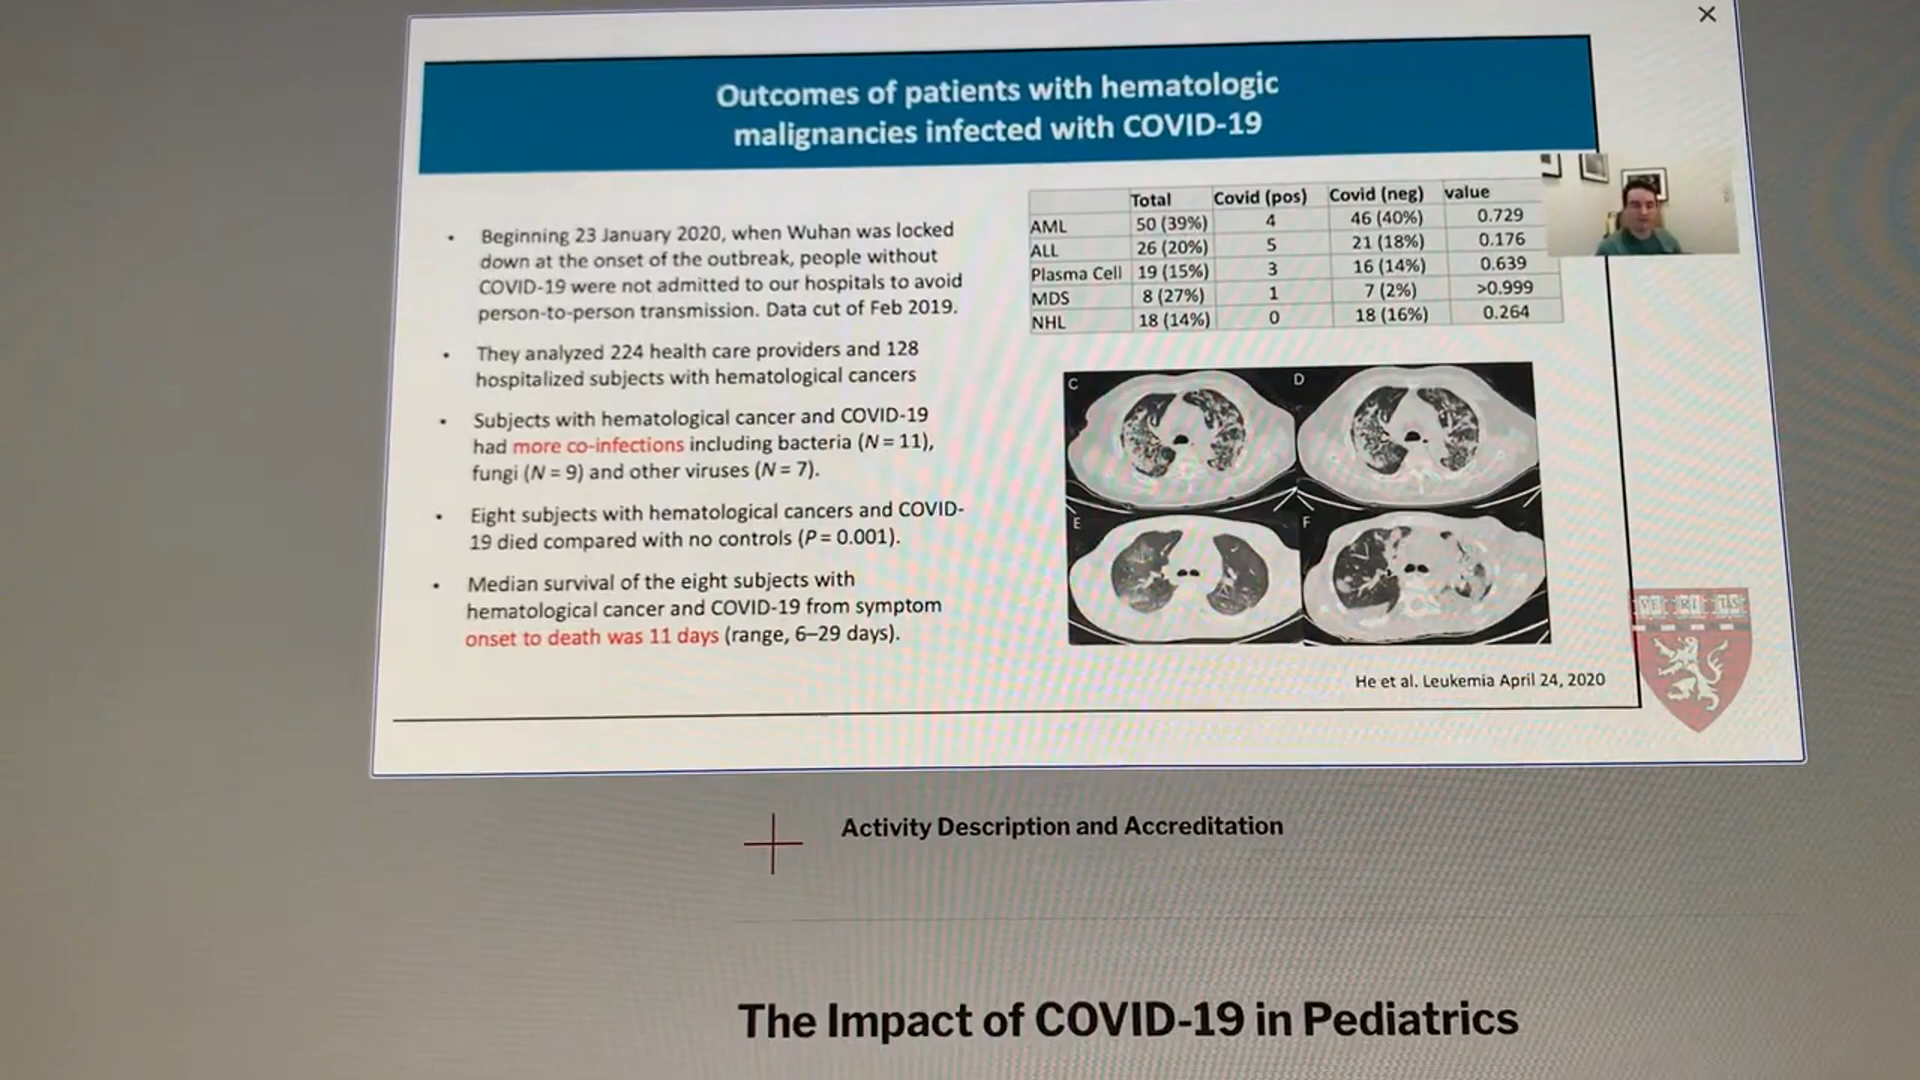 Outcomes of patients with hematologic
malignancies infected with COVID-19
• Beginning 23 January 2020, when Wuhan was locked
down at the onset of the outbreak, people without
COVID-19 were not admitted to our hospitals to avoid
person-to-person transmission. Data cut of Feb 2019.
• They analyzed 224 health care providers and 128
hospitalized subjects with hematological cancers
• Subjects with hematological cancer and COVID-19
had more co-infections including bacteria (N = 11),
fungi (N = 9) and other viruses (N = 7).
• Eight subjects with hematological cancers and COVID-
19 died compared with no controls (P = 0.001).
• Median survival of the eight subjects with
hematological cancer and COVID-19 from symptom
onset to death was 11 days (range, 6–29 days).
Total Covid (pos) Covid (neg) value
AML 50 (39%) 4 46 (40%) 0.729
ALL 26 (20%) 5 21 (18%) 0.176
Plasma Cell 19 (15%) 3 16 (14%) 0.639
MDS 8 (27%) 1 7 (2%) >0.999
NHL 18 (14%) 0 18 (16%) 0.264
C D
E F
He et al. Leukemia April 24, 2020
VE RI TAS
Activity Description and Accreditation
The Impact of COVID-19 in Pediatrics